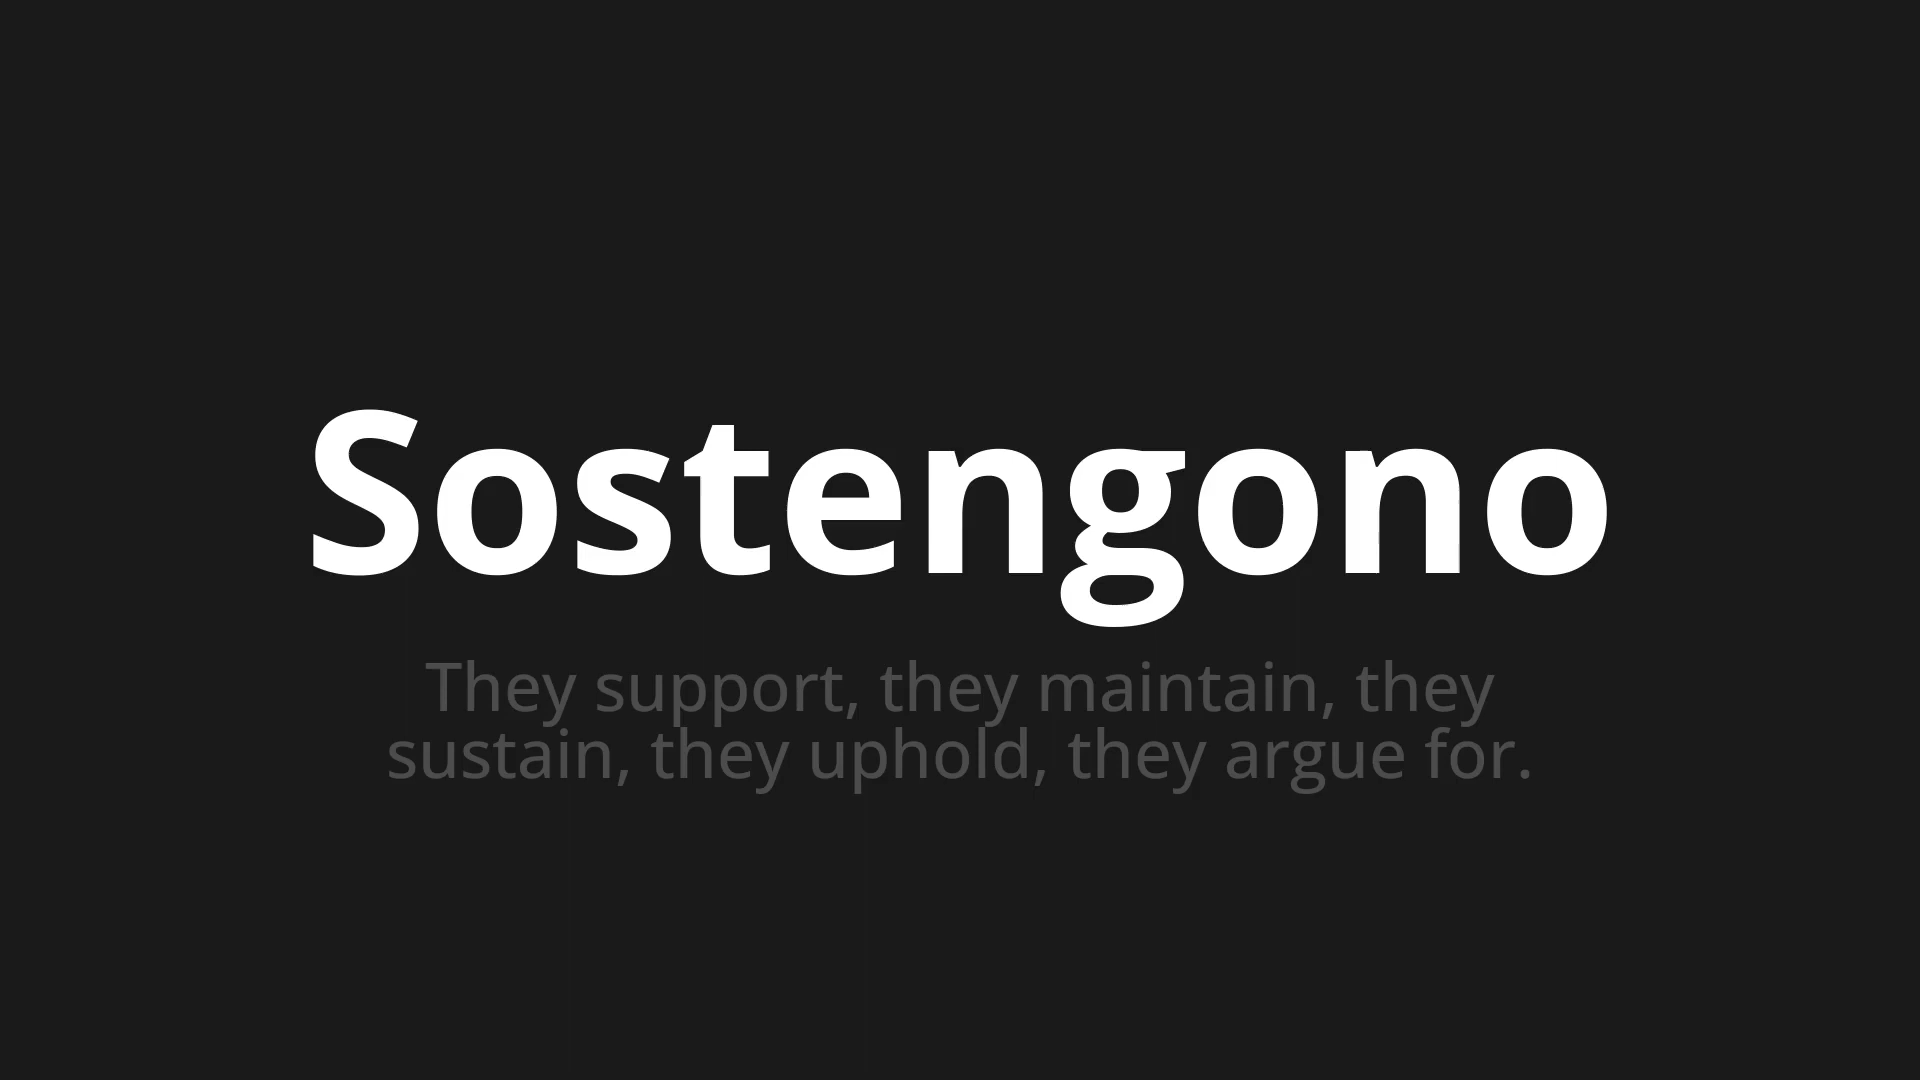 Sostengono
They support, they maintain, they
sustain, they uphold, they argue for.